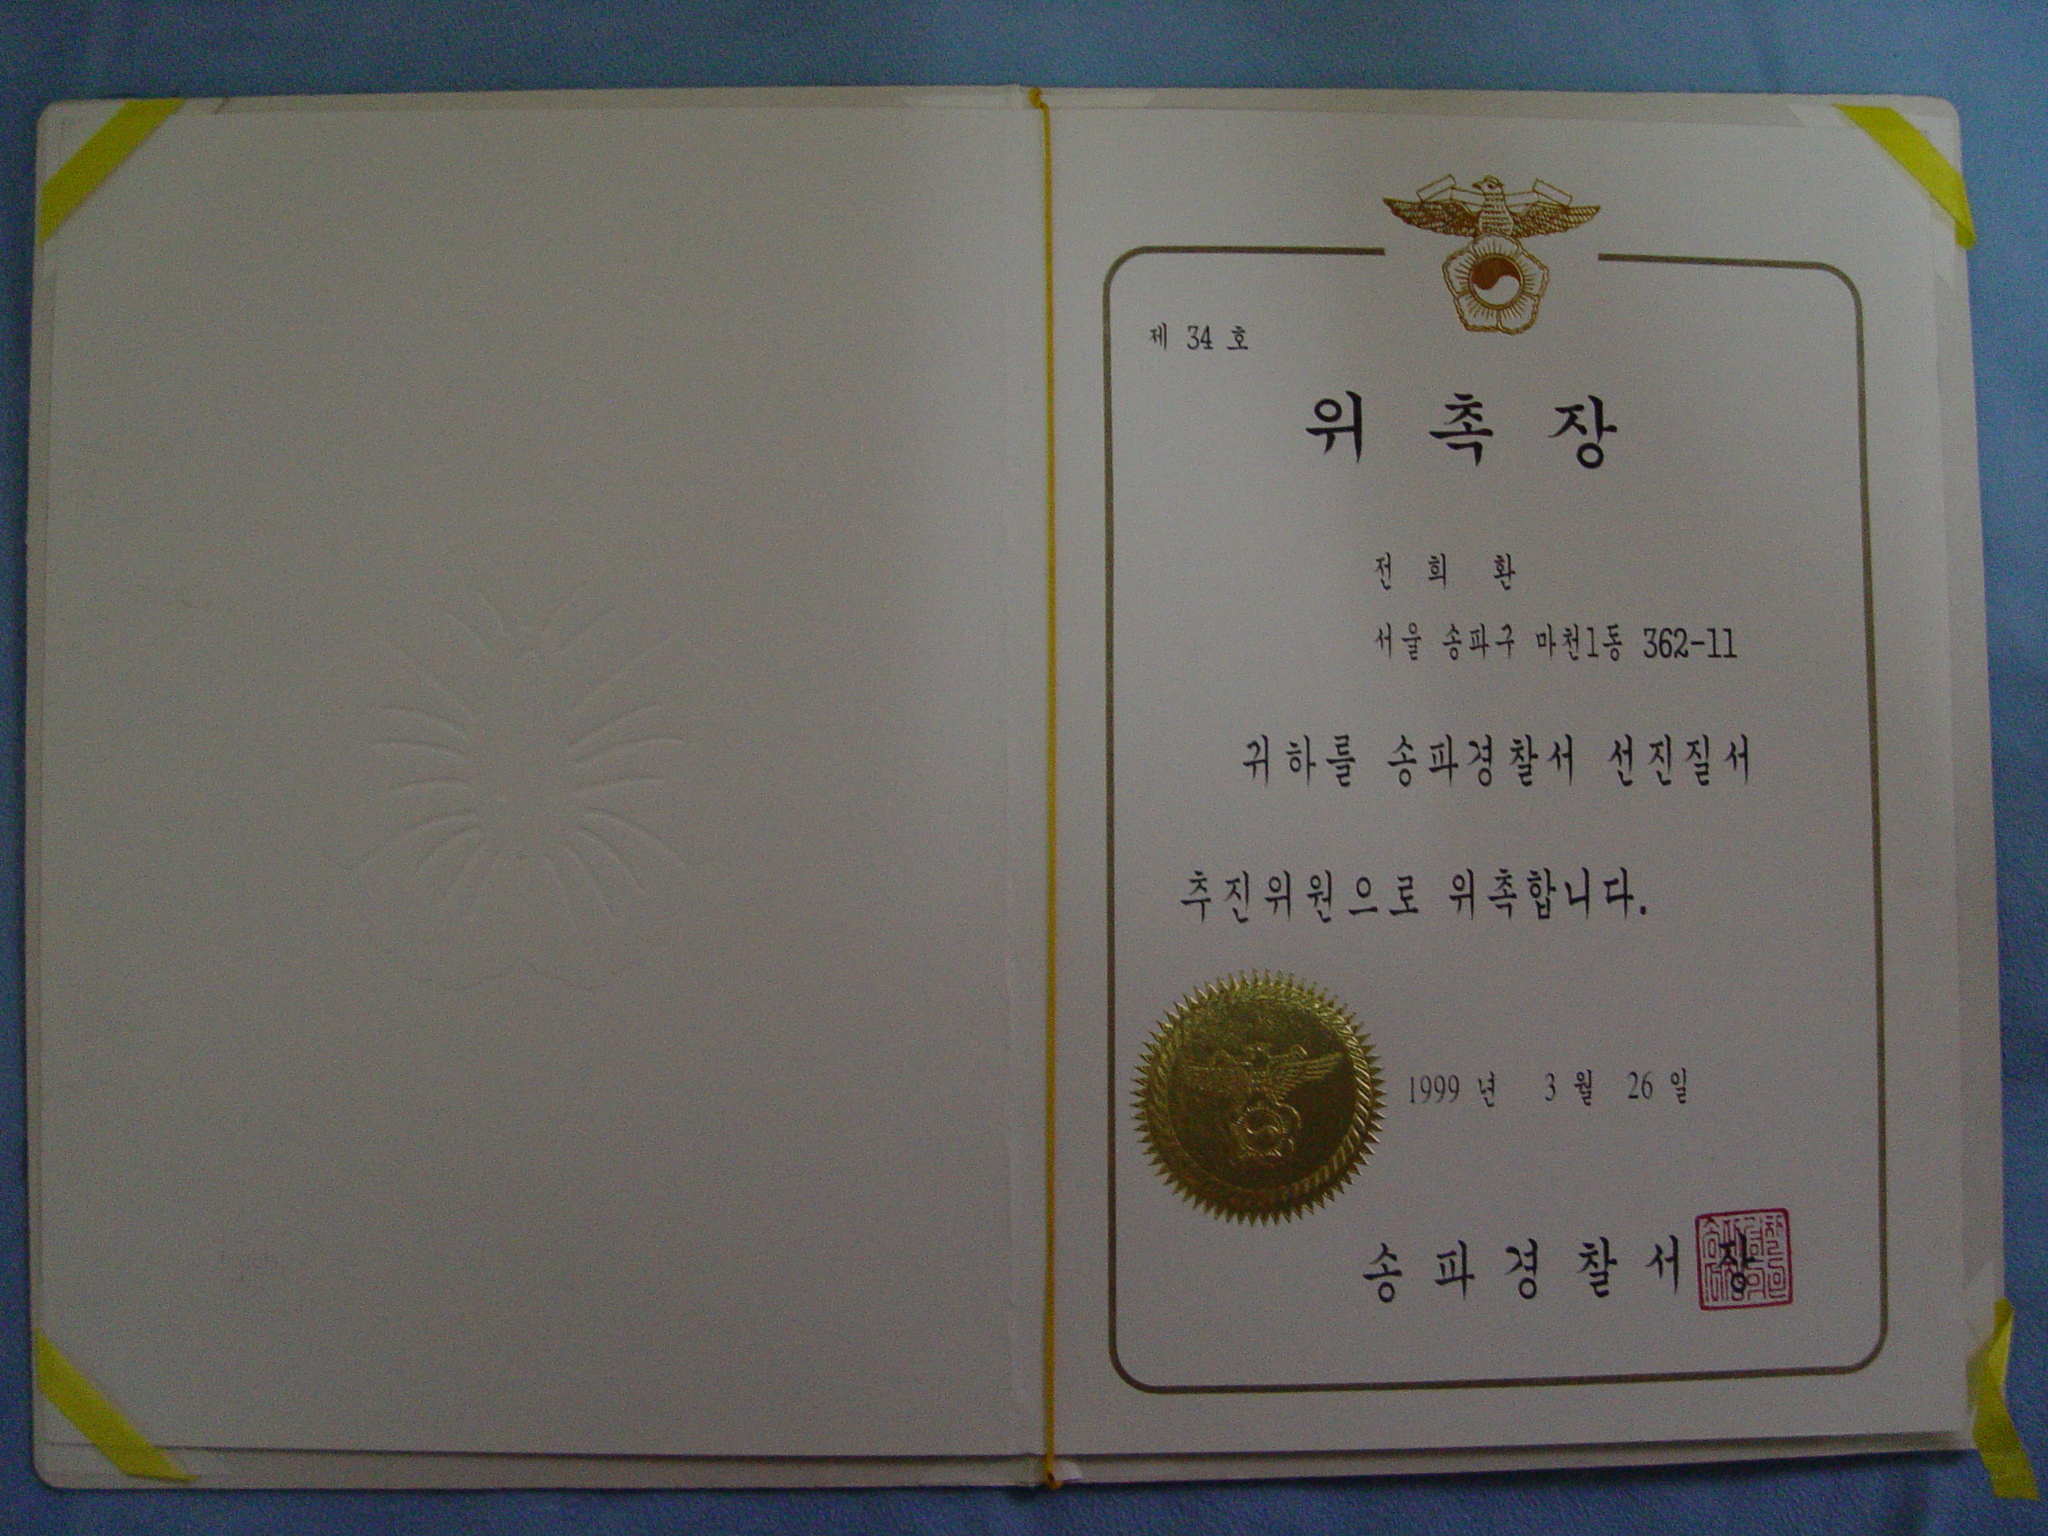 제 34 호
위 촉 장
전 희 환
서울 송파구 마천1동 362-11
귀하를 송파경찰서 선진질서
추진위원으로 위촉합니다.
1999 년 3 월 26 일
송 파 경 찰 서 장